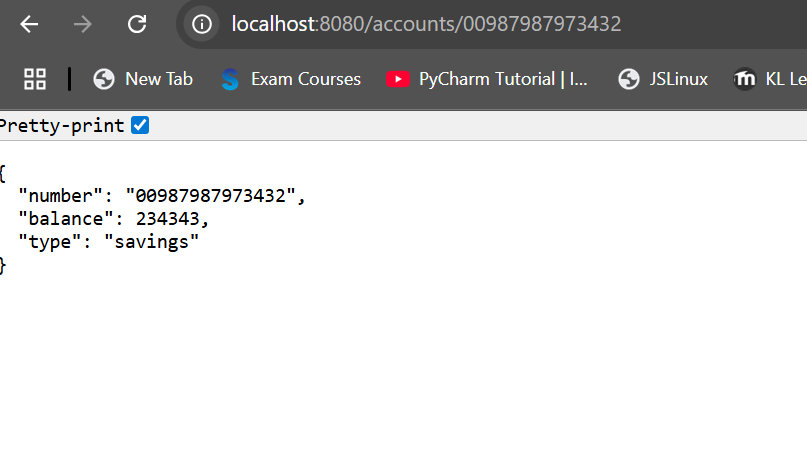 localhost:8080/accounts/00987987973432
New Tab Exam Courses PyCharm Tutorial | I... JSLinux KL Le
Pretty-print
{
"number": "00987987973432",
"balance": 234343,
"type": "savings"
}